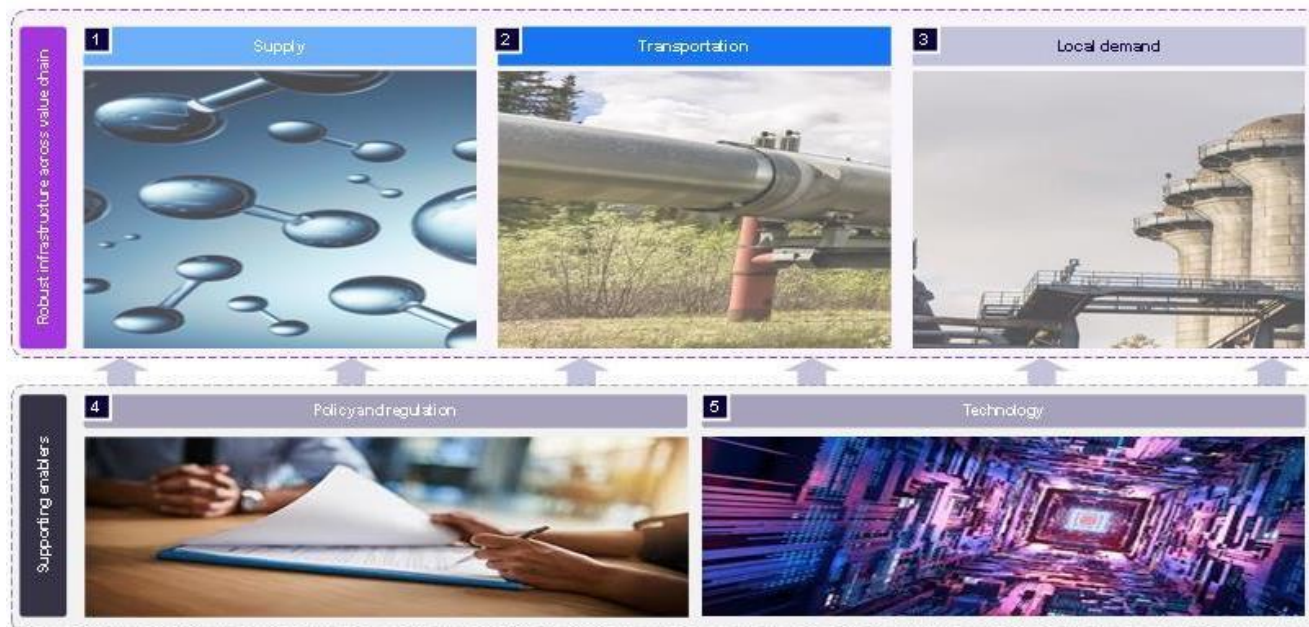 Robust infrastructure across value chain
1
Supply
2
Transportation
3
Local demand
Supporting enablers
4
Policy and regulation
5
Technology